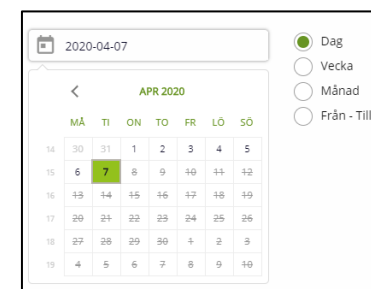 2020-04-07
Dag
Vecka
Månad
Från - Till
APR 2020
MÅ TI ON TO FR LÖ SÖ
14 30 31 1 2 3 4 5
15 6 7 8 9 10 11 12
16 13 14 15 16 17 18 19
17 20 21 22 23 24 25 26
18 27 28 29 30 1 2 3
19 4 5 6 7 8 9 10